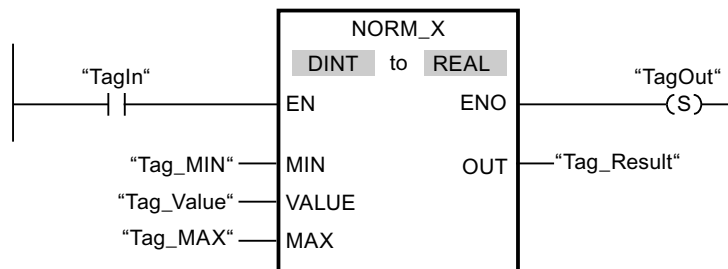 NORM_X
DINT to REAL
“TagIn“ “TagOut“
EN ENO (S)
“Tag_MIN“ MIN OUT “Tag_Result“
“Tag_Value“ VALUE
“Tag_MAX“ MAX